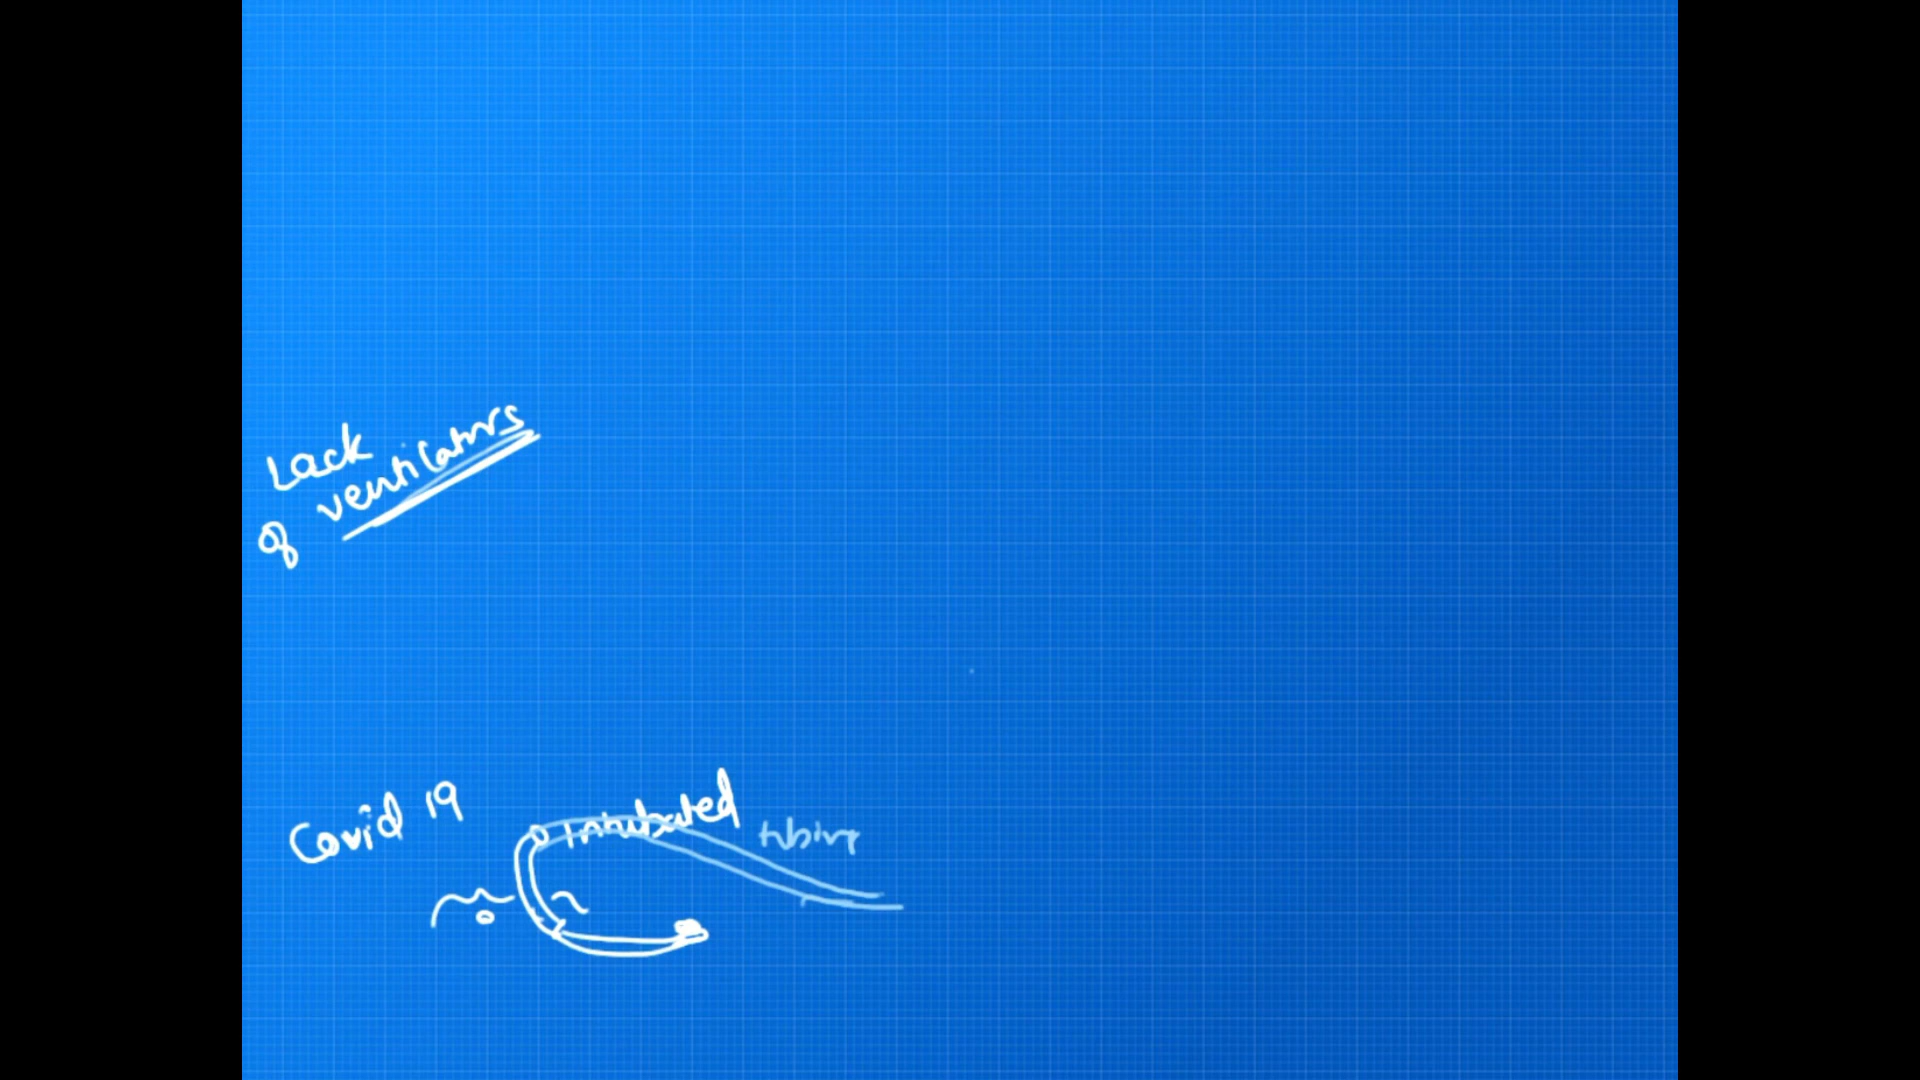 Lack
of ventilators
Covid 19
intubated
tubing